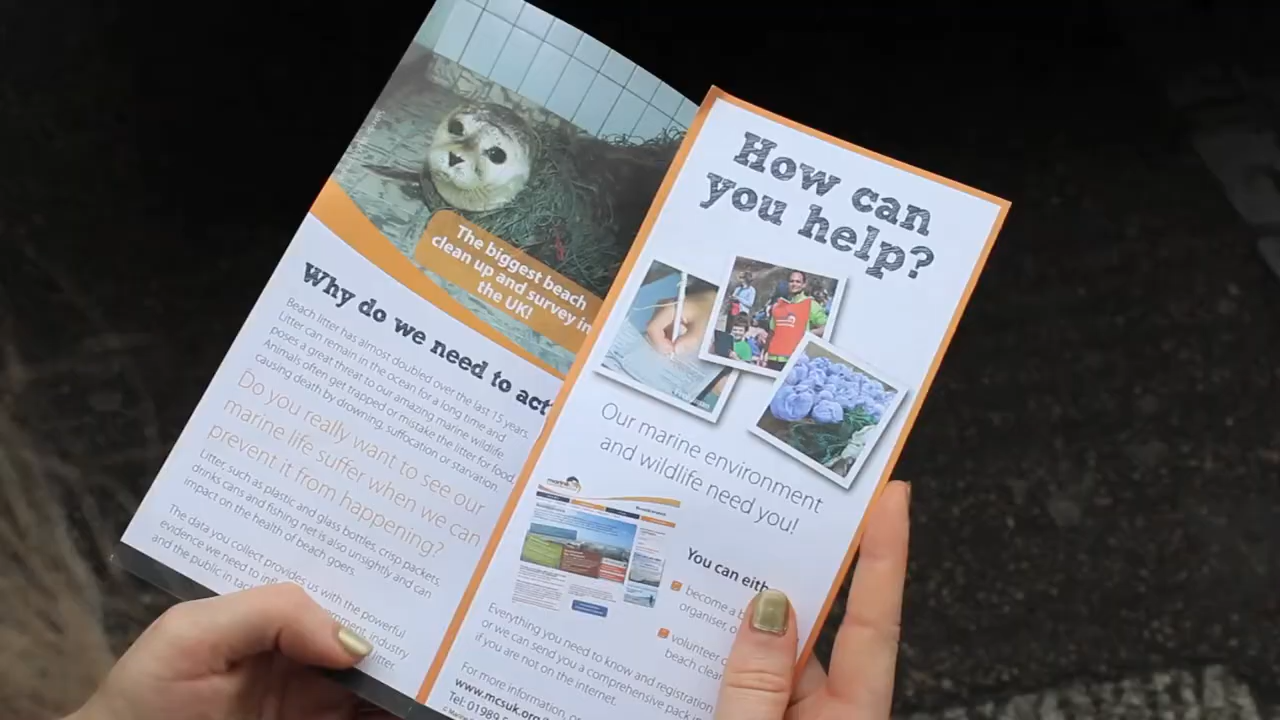 The biggest beach
clean up and survey in
the UK!
Why do we need to act
Beach litter has almost doubled over the last 15 years.
Litter can remain in the ocean for a long time and
poses a great threat to our amazing marine wildlife.
Animals often get trapped or mistake the litter for food,
causing death by drowning, suffocation or starvation.
Do you really want to see our
marine life suffer when we can
prevent it from happening?
Litter, such as plastic and glass bottles, crisp packets,
drinks cans and fishing net is also unsightly and can
impact on the health of beach goers.
The data you collect provides us with the powerful
evidence we need to
industry
and the public in
litter.
How can
you help?
Our marine environment
and wildlife need you!
You can eith
become a b
organiser, o
volunteer
beach clea
Everything you need to know and registration
or we can send you a comprehensive pack i
if you are not on the internet.
For more information, or
www.mcsuk.org
Tel: 01989